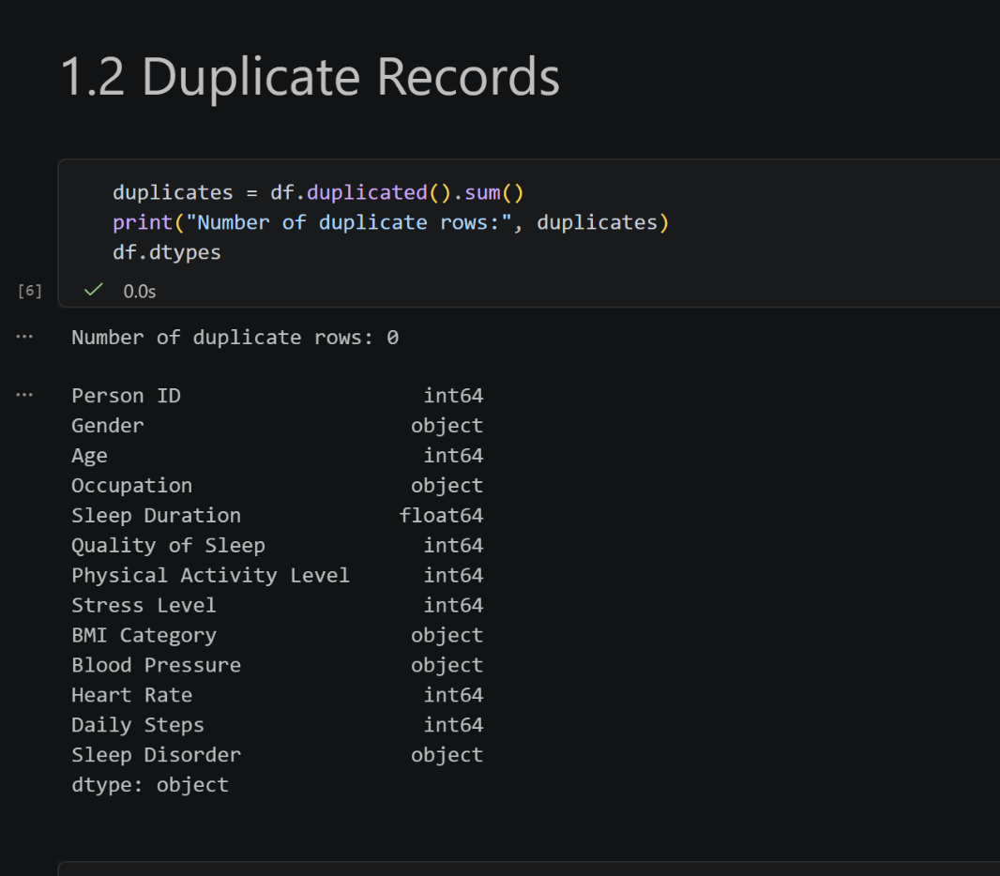 1.2 Duplicate Records
duplicates = df.duplicated().sum()
print("Number of duplicate rows:", duplicates)
df.dtypes
[6] 0.0s
... Number of duplicate rows: 0
... Person ID int64
Gender object
Age int64
Occupation object
Sleep Duration float64
Quality of Sleep int64
Physical Activity Level int64
Stress Level int64
BMI Category object
Blood Pressure object
Heart Rate int64
Daily Steps int64
Sleep Disorder object
dtype: object